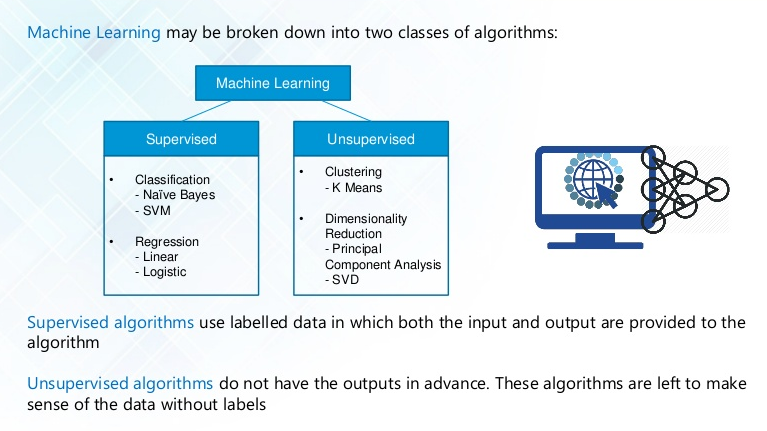 Machine Learning may be broken down into two classes of algorithms:
Machine Learning
Supervised
• Classification
- Naïve Bayes
- SVM
• Regression
- Linear
- Logistic
Unsupervised
• Clustering
- K Means
• Dimensionality
Reduction
- Principal
Component Analysis
- SVD
Supervised algorithms use labelled data in which both the input and output are provided to the
algorithm
Unsupervised algorithms do not have the outputs in advance. These algorithms are left to make
sense of the data without labels